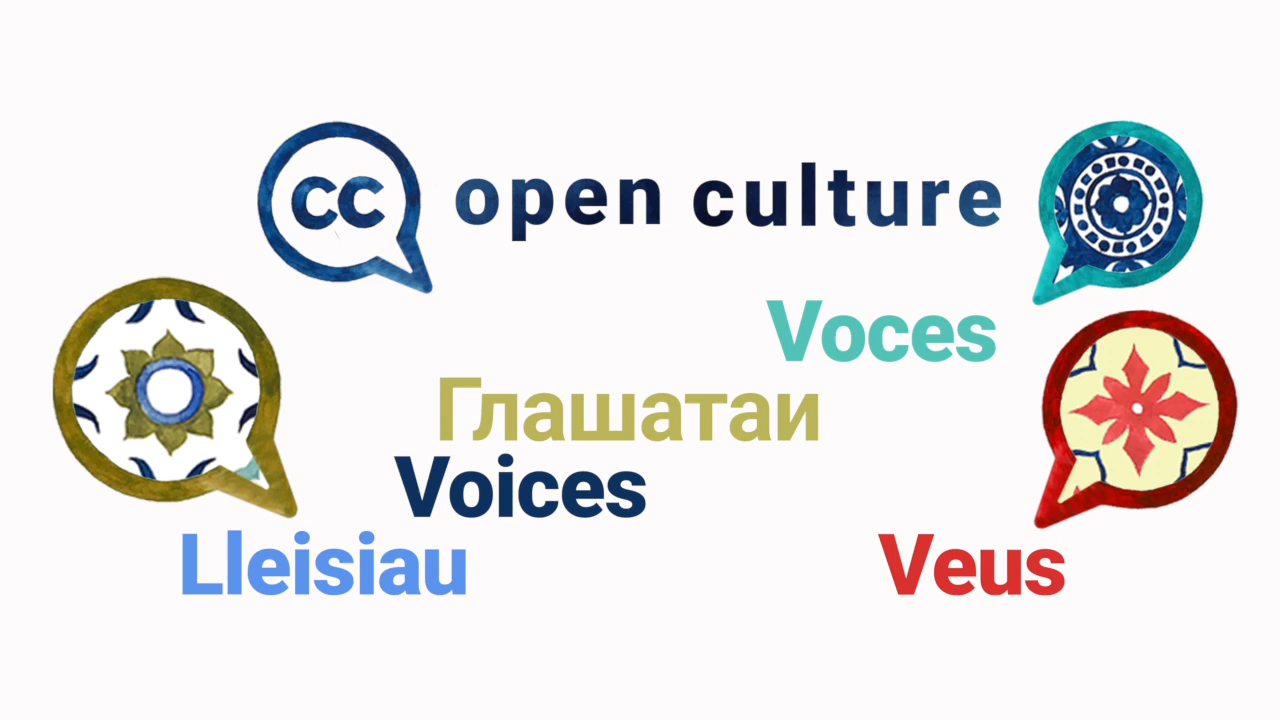 cc open culture
Voces
Глашатаи
Voices
Lleisiau
Veus